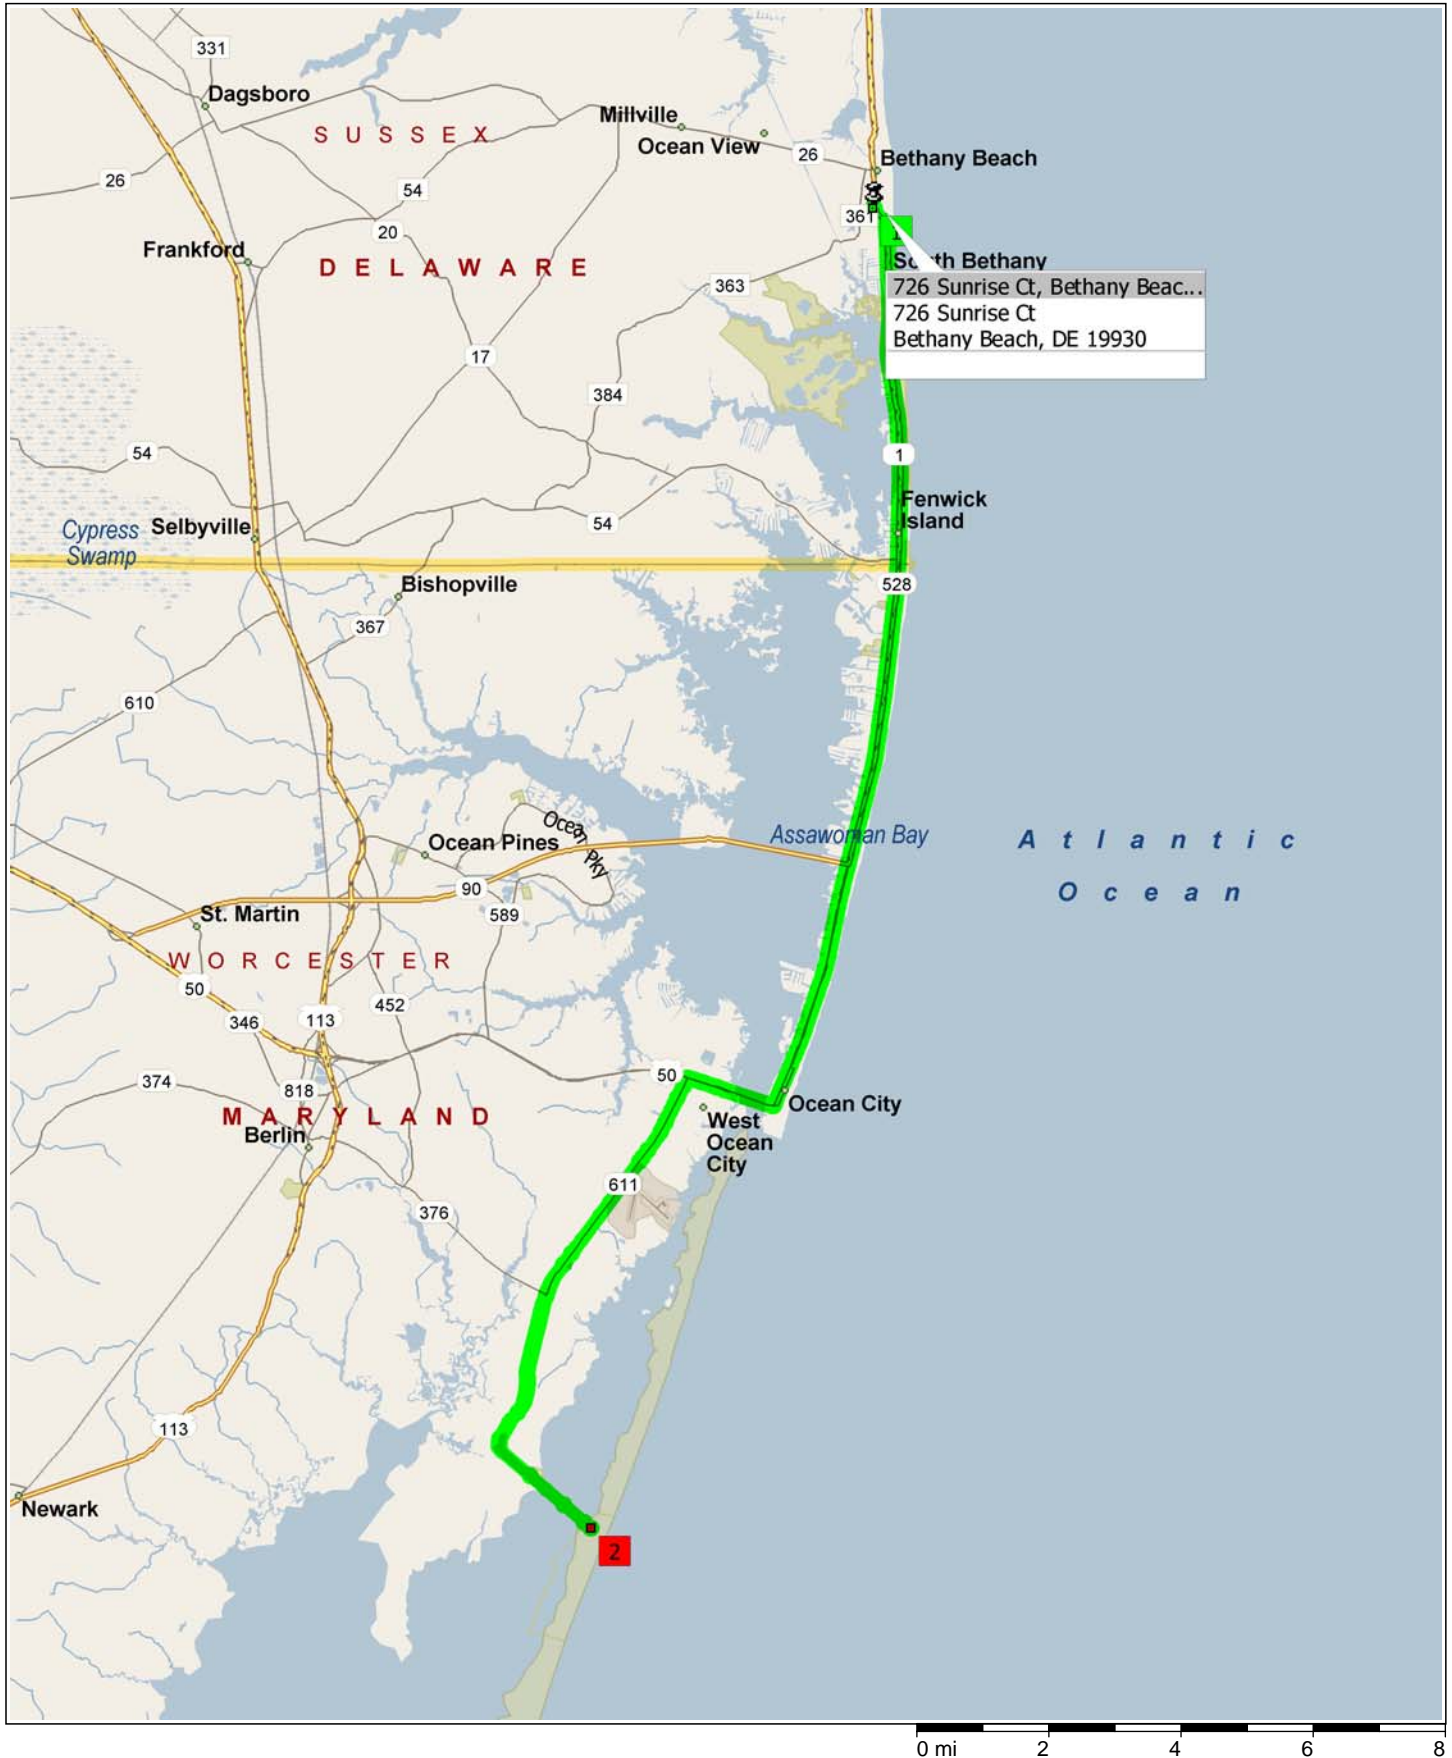 331
Dagsboro
SUSSEX
Millville
Ocean View
26
Bethany Beach
26
54
361
20
1
Frankford
DELAWARE
South Bethany
363
726 Sunrise Ct, Bethany Beac...
726 Sunrise Ct
Bethany Beach, DE 19930
17
384
54
1
Fenwick
Island
Cypress
Swamp
Selbyville
54
528
Bishopville
367
610
Ocean Pky
Assawoman Bay
Atlantic
Ocean
Ocean Pines
90
589
St. Martin
WORCESTER
50
452
346
113
374
50
818
Ocean City
MARYLAND
West
Ocean
City
Berlin
611
376
113
Newark
2
0 mi 2 4 6 8